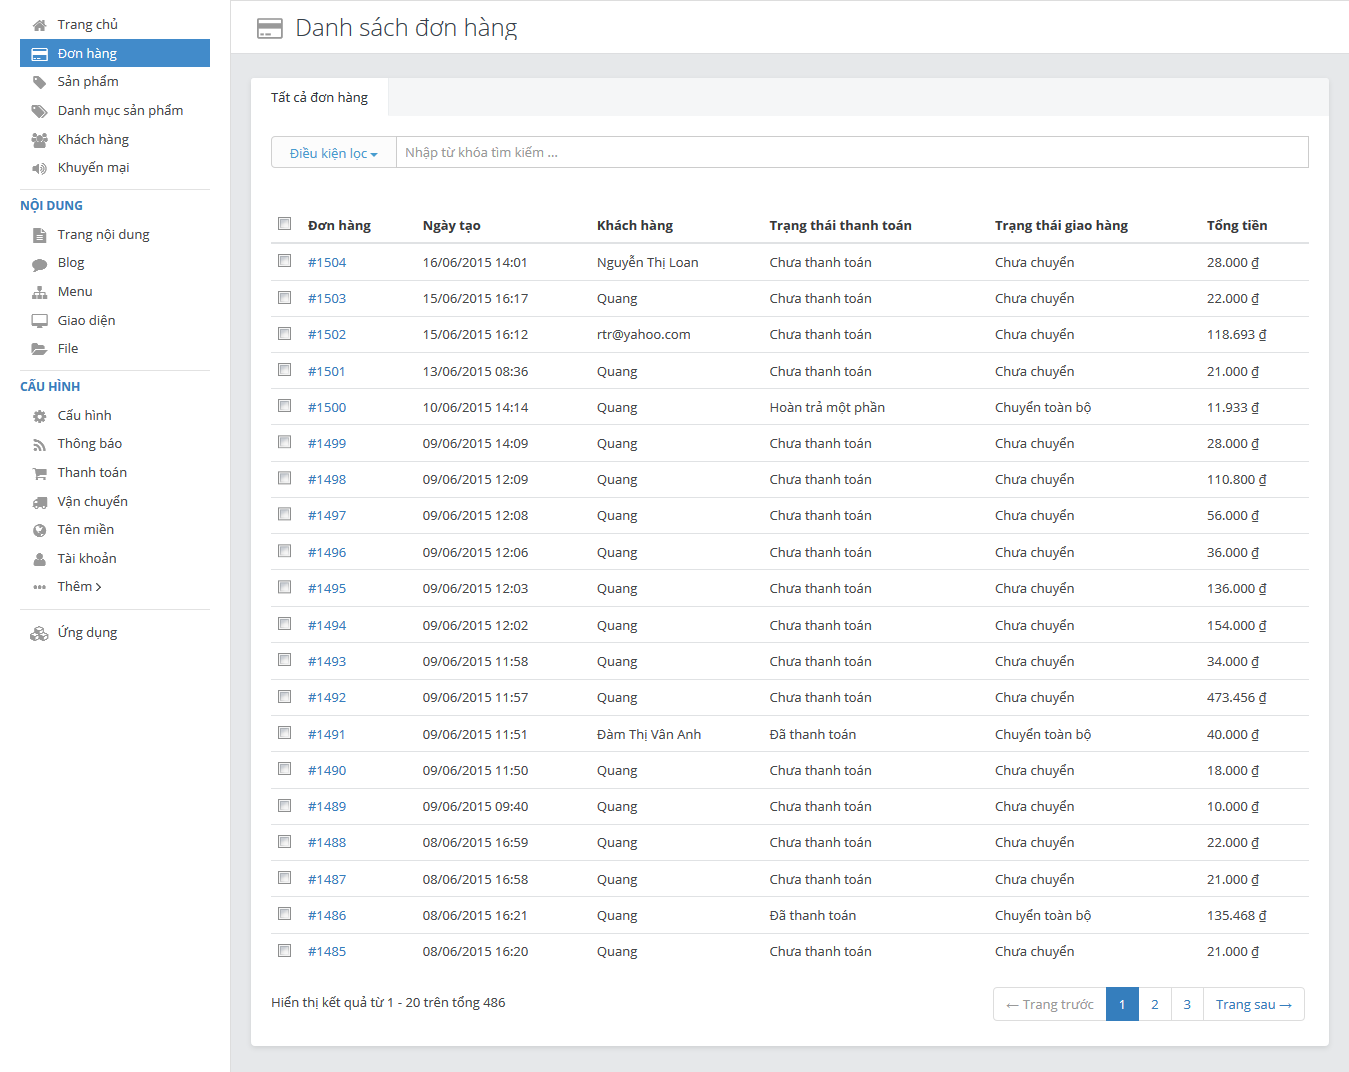 Trang chủ
Đơn hàng
Sản phẩm
Danh mục sản phẩm
Khách hàng
Khuyến mại
NỘI DUNG
Trang nội dung
Blog
Menu
Giao diện
File
CẤU HÌNH
Cấu hình
Thông báo
Thanh toán
Vận chuyển
Tên miền
Tài khoản
Thêm >
Ứng dụng
Danh sách đơn hàng
Tất cả đơn hàng
Điều kiện lọc Nhập từ khóa tìm kiếm ...
Đơn hàng Ngày tạo Khách hàng Trạng thái thanh toán Trạng thái giao hàng Tổng tiền
#1504 16/06/2015 14:01 Nguyễn Thị Loan Chưa thanh toán Chưa chuyển 28.000 ₫
#1503 15/06/2015 16:17 Quang Chưa thanh toán Chưa chuyển 22.000 ₫
#1502 15/06/2015 16:12 rtr@yahoo.com Chưa thanh toán Chưa chuyển 118.693 ₫
#1501 13/06/2015 08:36 Quang Chưa thanh toán Chưa chuyển 21.000 ₫
#1500 10/06/2015 14:14 Quang Hoàn trả một phần Chuyển toàn bộ 11.933 ₫
#1499 09/06/2015 14:09 Quang Chưa thanh toán Chưa chuyển 28.000 ₫
#1498 09/06/2015 12:09 Quang Chưa thanh toán Chưa chuyển 110.800 ₫
#1497 09/06/2015 12:08 Quang Chưa thanh toán Chưa chuyển 56.000 ₫
#1496 09/06/2015 12:06 Quang Chưa thanh toán Chưa chuyển 36.000 ₫
#1495 09/06/2015 12:03 Quang Chưa thanh toán Chưa chuyển 136.000 ₫
#1494 09/06/2015 12:02 Quang Chưa thanh toán Chưa chuyển 154.000 ₫
#1493 09/06/2015 11:58 Quang Chưa thanh toán Chưa chuyển 34.000 ₫
#1492 09/06/2015 11:57 Quang Chưa thanh toán Chưa chuyển 473.456 ₫
#1491 09/06/2015 11:51 Đàm Thị Vân Anh Đã thanh toán Chuyển toàn bộ 40.000 ₫
#1490 09/06/2015 11:50 Quang Chưa thanh toán Chưa chuyển 18.000 ₫
#1489 09/06/2015 09:40 Quang Chưa thanh toán Chưa chuyển 10.000 ₫
#1488 08/06/2015 16:59 Quang Chưa thanh toán Chưa chuyển 22.000 ₫
#1487 08/06/2015 16:58 Quang Chưa thanh toán Chưa chuyển 21.000 ₫
#1486 08/06/2015 16:21 Quang Đã thanh toán Chuyển toàn bộ 135.468 ₫
#1485 08/06/2015 16:20 Quang Chưa thanh toán Chưa chuyển 21.000 ₫
Hiển thị kết quả từ 1 - 20 trên tổng 486
← Trang trước 1 2 3 Trang sau →